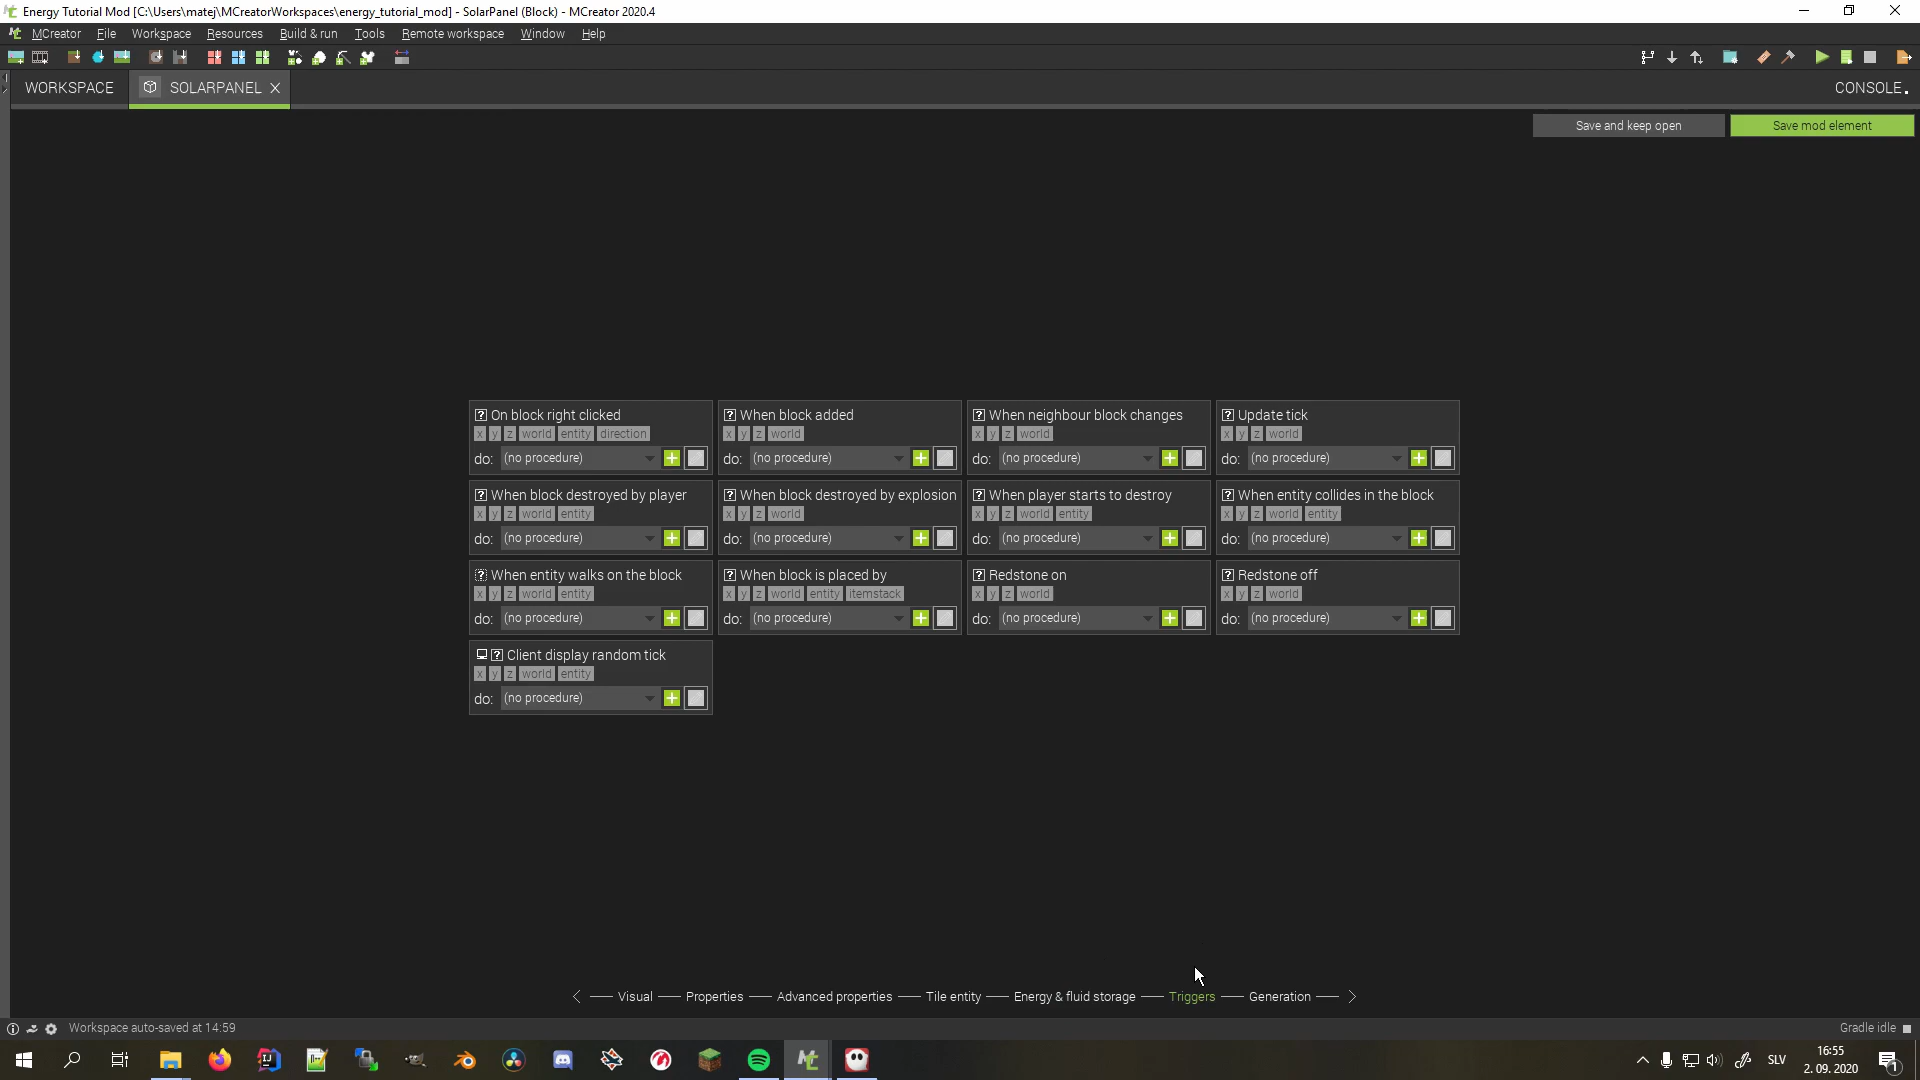 Energy Tutorial Mod [C:\Users\matej\MCreatorWorkspaces\energy_tutorial_mod] - SolarPanel (Block) - MCreator 2020.4
MCreator File Workspace Resources Build & run Tools Remote workspace Window Help
WORKSPACE SOLARPANEL CONSOLE
Save and keep open Save mod element
On block right clicked When block added When neighbour block changes Update tick
x y z world entity direction x y z world x y z world x y z world
do: (no procedure) do: (no procedure) do: (no procedure) do: (no procedure)
When block destroyed by player When block destroyed by explosion When player starts to destroy When entity collides in the block
x y z world entity x y z world x y z world entity x y z world entity
do: (no procedure) do: (no procedure) do: (no procedure) do: (no procedure)
When entity walks on the block When block is placed by Redstone on Redstone off
x y z world entity x y z world entity itemstack x y z world x y z world
do: (no procedure) do: (no procedure) do: (no procedure) do: (no procedure)
Client display random tick
x y z world entity
do: (no procedure)
Visual Properties Advanced properties Tile entity Energy & fluid storage Triggers Generation
Workspace auto-saved at 14:59 Gradle idle
SLV 16:55
2. 09. 2020 1